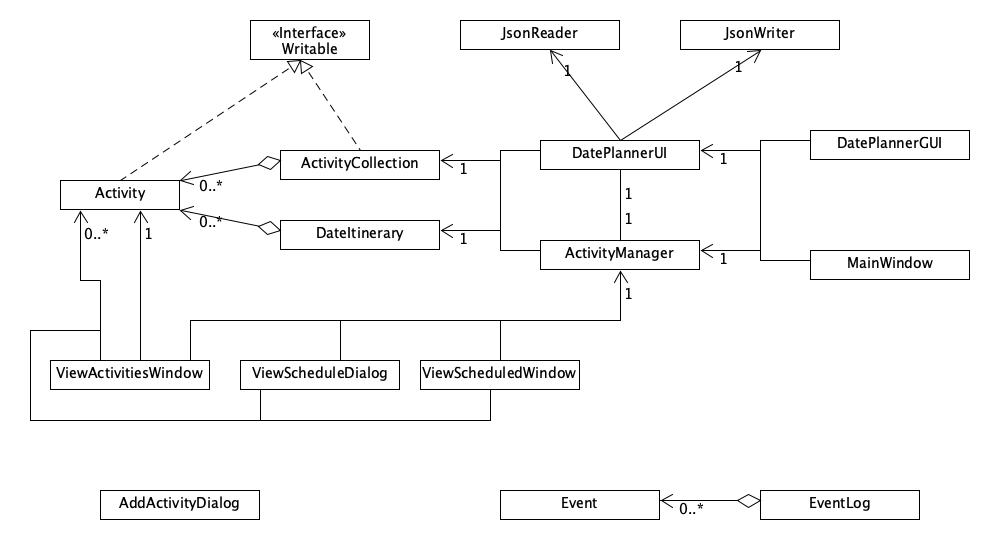 «Interface»
Writable
JsonReader
JsonWriter
1
1
DatePlannerUI
DatePlannerGUI
ActivityCollection
1
1
Activity
0..*
1
0..*
1
0..*
1
DateItinerary
1
1
ActivityManager
1
MainWindow
1
ViewActivitiesWindow
ViewScheduleDialog
ViewScheduledWindow
AddActivityDialog
Event
0..*
EventLog